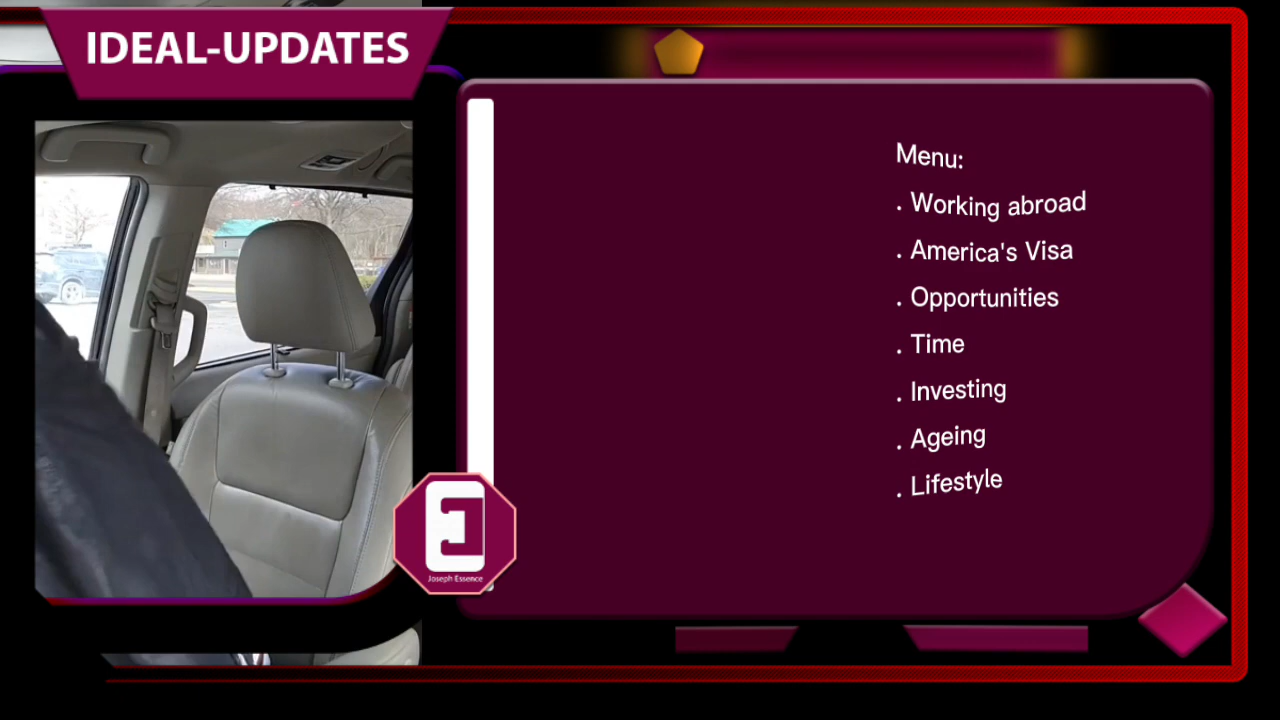 IDEAL-UPDATES
Menu:
. Working abroad
. America's Visa
. Opportunities
. Time
. Investing
. Ageing
. Lifestyle
Joseph Essence